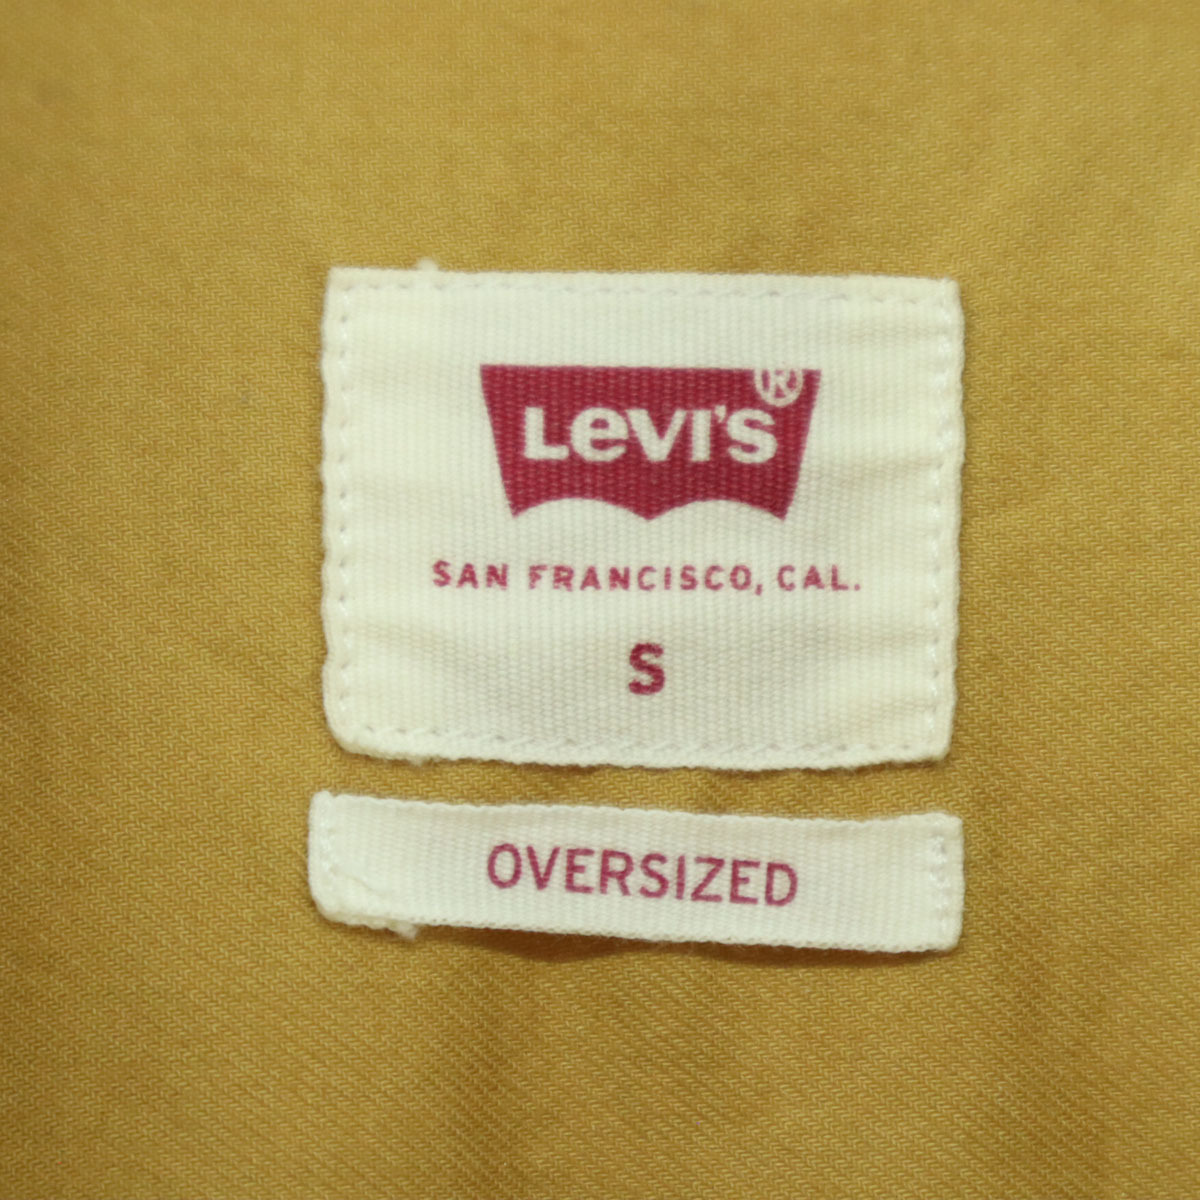 Levi's®
SAN FRANCISCO, CAL.
S
OVERSIZED